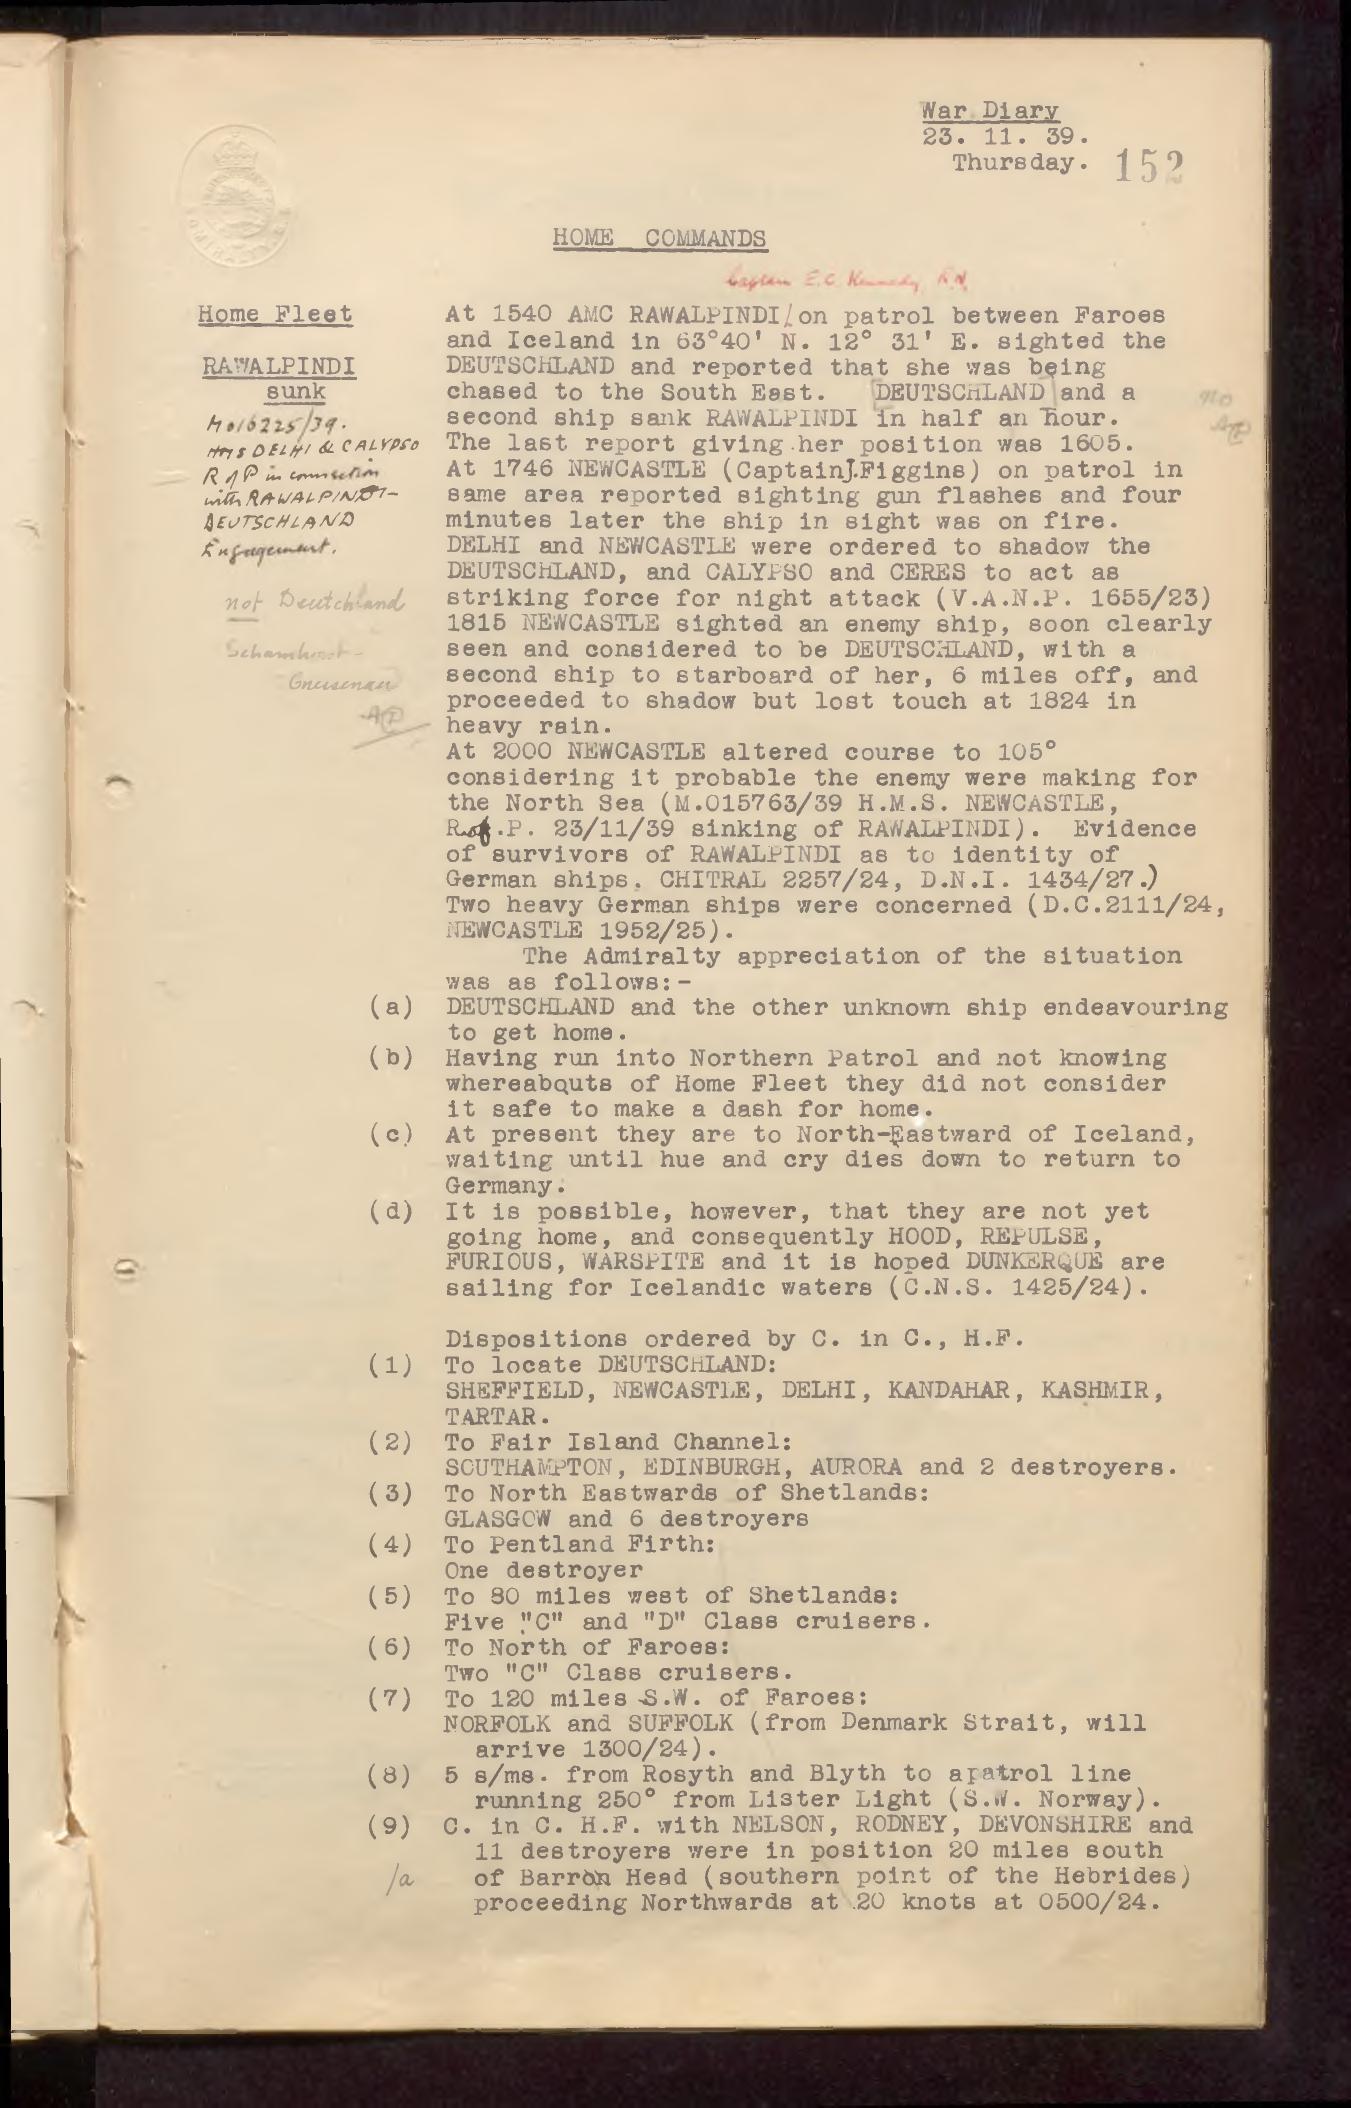 War Diary
23. 11. 39.
Thursday. 152
HOME COMMANDS
Captain E.C. Kennedy, R.N.
Home Fleet
RAWALPINDI
sunk
M016225/39.
HMS DELHI & CALYPSO
R of P in connection
with RAWALPINDI-
DEUTSCHLAND
Engagement.
not Deutchland
Scharnhorst-
Gneisenau
At 1540 AMC RAWALPINDI/on patrol between Faroes
and Iceland in 63°40' N. 12° 31' E. sighted the
DEUTSCHLAND and reported that she was being
chased to the South East. [DEUTSCHLAND] and a
second ship sank RAWALPINDI in half an hour.
no
The last report giving her position was 1605.
At 1746 NEWCASTLE (CaptainJ.Figgins) on patrol in
same area reported sighting gun flashes and four
minutes later the ship in sight was on fire.
DELHI and NEWCASTLE were ordered to shadow the
DEUTSCHLAND, and CALYPSO and CERES to act as
striking force for night attack (V.A.N.P. 1655/23)
1815 NEWCASTLE sighted an enemy ship, soon clearly
seen and considered to be DEUTSCHLAND, with a
second ship to starboard of her, 6 miles off, and
proceeded to shadow but lost touch at 1824 in
heavy rain.
At 2000 NEWCASTLE altered course to 105°
considering it probable the enemy were making for
the North Sea (M.015763/39 H.M.S. NEWCASTLE,
R.of.P. 23/11/39 sinking of RAWALPINDI). Evidence
of survivors of RAWALPINDI as to identity of
German ships. CHITRAL 2257/24, D.N.I. 1434/27.)
Two heavy German ships were concerned (D.C.2111/24,
NEWCASTLE 1952/25).
The Admiralty appreciation of the situation
was as follows:-
(a) DEUTSCHLAND and the other unknown ship endeavouring
to get home.
(b) Having run into Northern Patrol and not knowing
whereabouts of Home Fleet they did not consider
it safe to make a dash for home.
(c) At present they are to North-Eastward of Iceland,
waiting until hue and cry dies down to return to
Germany.
(d) It is possible, however, that they are not yet
going home, and consequently HOOD, REPULSE,
FURIOUS, WARSPITE and it is hoped DUNKERQUE are
sailing for Icelandic waters (C.N.S. 1425/24).
Dispositions ordered by C. in C., H.F.
(1) To locate DEUTSCHLAND:
SHEFFIELD, NEWCASTLE, DELHI, KANDAHAR, KASHMIR,
TARTAR.
(2) To Fair Island Channel:
SOUTHAMPTON, EDINBURGH, AURORA and 2 destroyers.
(3) To North Eastwards of Shetlands:
GLASGOW and 6 destroyers
(4) To Pentland Firth:
One destroyer
(5) To 80 miles west of Shetlands:
Five "C" and "D" Class cruisers.
(6) To North of Faroes:
Two "C" Class cruisers.
(7) To 120 miles S.W. of Faroes:
NORFOLK and SUFFOLK (from Denmark Strait, will
arrive 1300/24).
(8) 5 s/ms. from Rosyth and Blyth to a patrol line
running 250° from Lister Light (S.W. Norway).
(9) C. in C. H.F. with NELSON, RODNEY, DEVONSHIRE and
11 destroyers were in position 20 miles south
/a of Barron Head (southern point of the Hebrides)
proceeding Northwards at 20 knots at 0500/24.